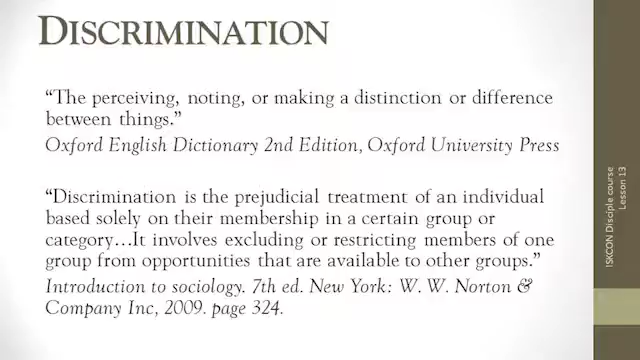 DISCRIMINATION
“The perceiving, noting, or making a distinction or difference
between things.”
Oxford English Dictionary 2nd Edition, Oxford University Press
“Discrimination is the prejudicial treatment of an individual
based solely on their membership in a certain group or
category…It involves excluding or restricting members of one
group from opportunities that are available to other groups.”
Introduction to sociology. 7th ed. New York: W. W. Norton &
Company Inc, 2009. page 324.
ISKCON Disciple course
Lesson 13